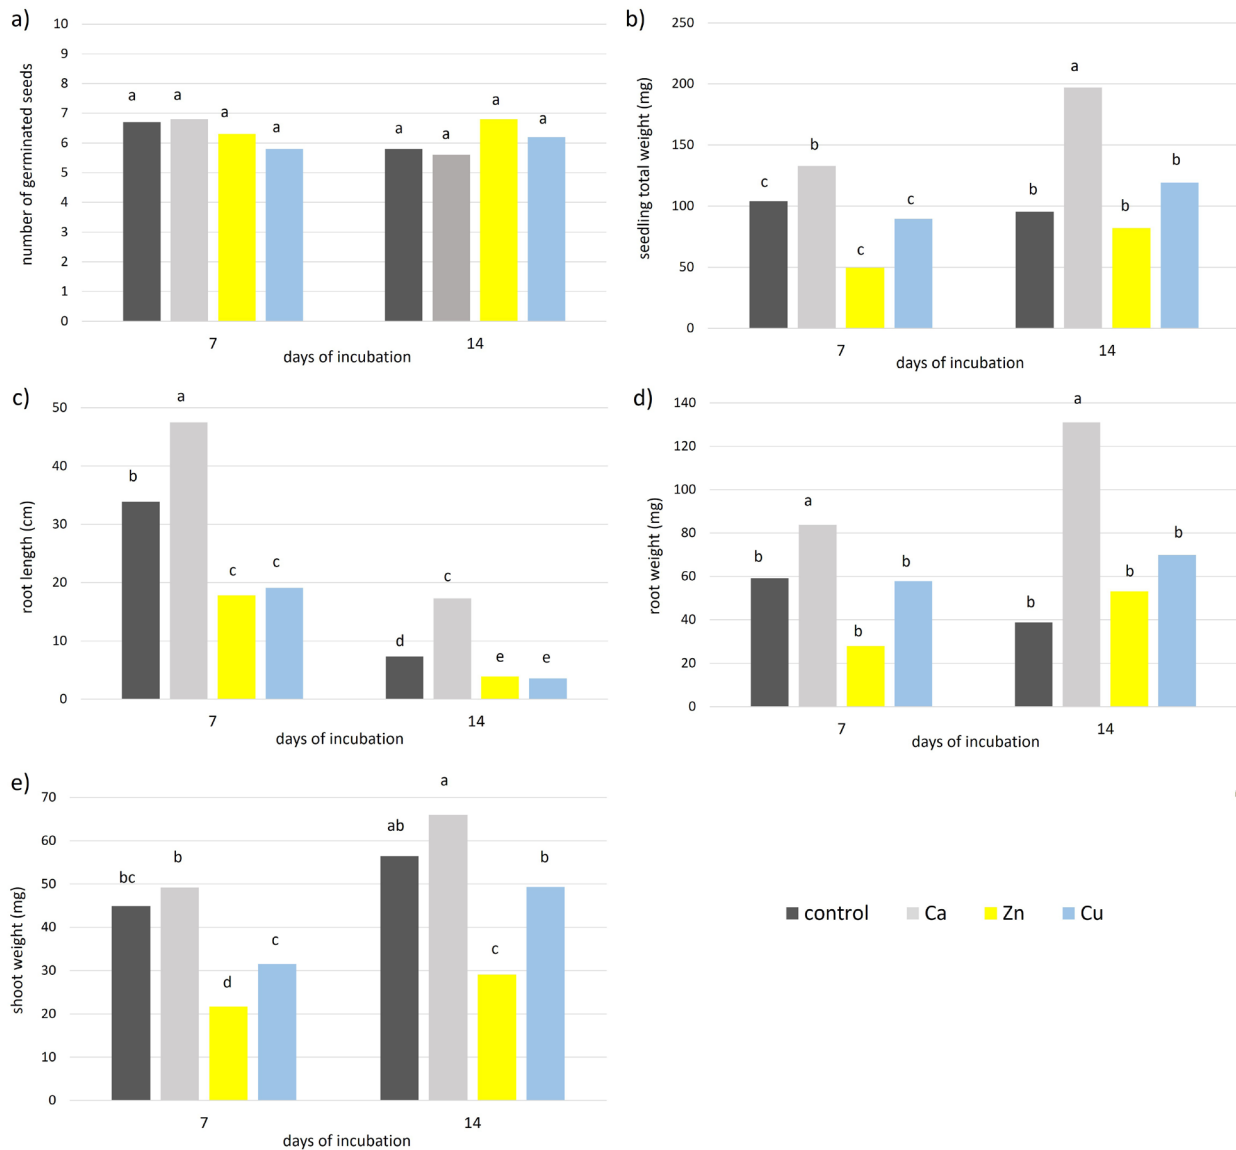 a)
number of germinated seeds
10
9
8
7
6
5
4
3
2
1
0
a a a a a a a a
7 14
days of incubation
b)
seedling total weight (mg)
250
200
150
100
50
0
c b c c b a b b
7 14
days of incubation
c)
root length (cm)
50
40
30
20
10
0
b a c c d c e e
7 14
days of incubation
d)
root weight (mg)
140
120
100
80
60
40
20
0
b a b b b a b b
7 14
days of incubation
e)
shoot weight (mg)
70
60
50
40
30
20
10
0
bc b d c ab a c b
7 14
days of incubation
control Ca Zn Cu